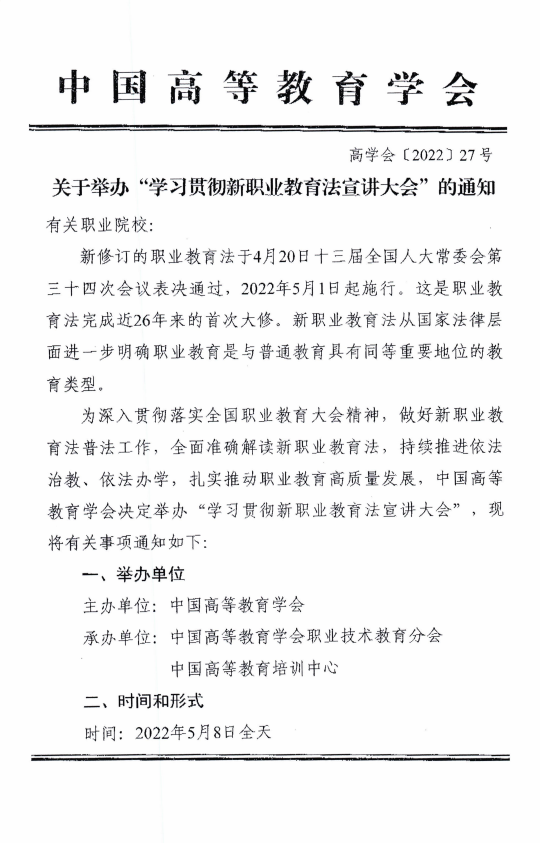 中国高等教育学会
高学会〔2022〕27号
关于举办“学习贯彻新职业教育法宣讲大会”的通知
有关职业院校：
新修订的职业教育法于4月20日十三届全国人大常委会第
三十四次会议表决通过，2022年5月1日起施行。这是职业教
育法完成近26年来的首次大修。新职业教育法从国家法律层
面进一步明确职业教育是与普通教育具有同等重要地位的教
育类型。
为深入贯彻落实全国职业教育大会精神，做好新职业教
育法普法工作，全面准确解读新职业教育法，持续推进依法
治教、依法办学，扎实推动职业教育高质量发展，中国高等
教育学会决定举办“学习贯彻新职业教育法宣讲大会”，现
将有关事项通知如下：
一、举办单位
主办单位：中国高等教育学会
承办单位：中国高等教育学会职业技术教育分会
中国高等教育培训中心
二、时间和形式
时间：2022年5月8日全天